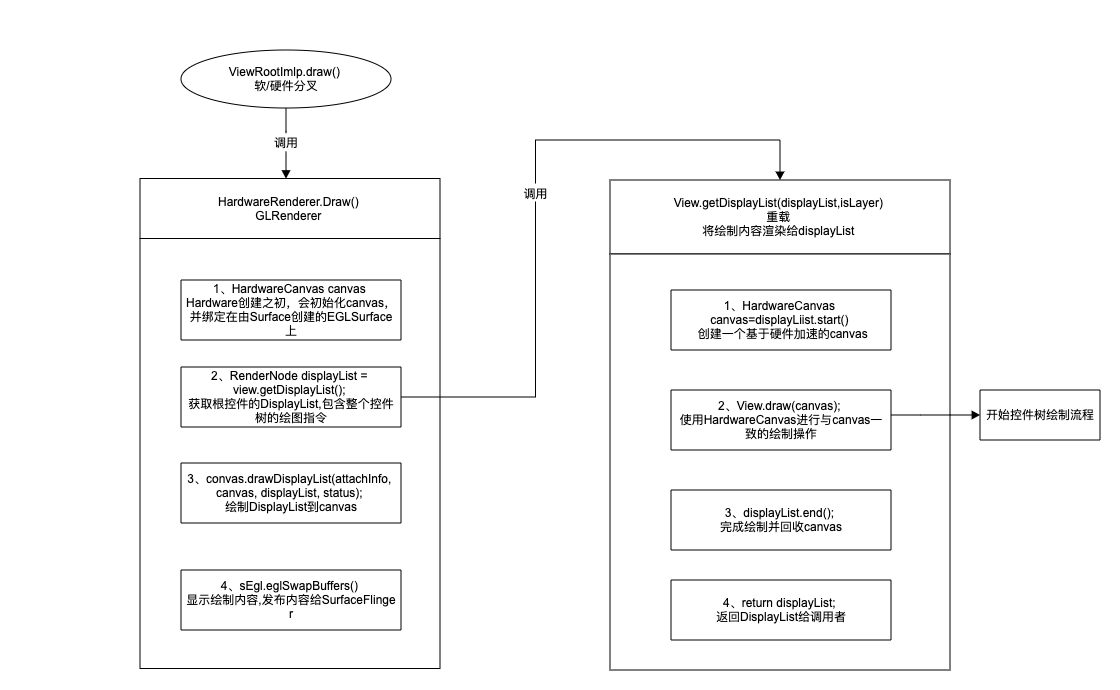 ViewRootImlp.draw()
软/硬件分叉
调用
HardwareRenderer.Draw()
GLRenderer
1、HardwareCanvas canvas
Hardware创建之初，会初始化canvas，
并绑定在由Surface创建的EGLSurface
上
2、RenderNode displayList =
view.getDisplayList();
获取根控件的DisplayList,包含整个控件
树的绘图指令
3、convas.drawDisplayList(attachInfo,
canvas, displayList, status);
绘制DisplayList到canvas
4、sEgl.eglSwapBuffers()
显示绘制内容,发布内容给SurfaceFlinge
r
调用
View.getDisplayList(displayList,isLayer)
重载
将绘制内容渲染给displayList
1、HardwareCanvas
canvas=displayLiist.start()
创建一个基于硬件加速的canvas
2、View.draw(canvas);
使用HardwareCanvas进行与canvas一
致的绘制操作
3、displayList.end();
完成绘制并回收canvas
4、return displayList;
返回DisplayList给调用者
开始控件树绘制流程